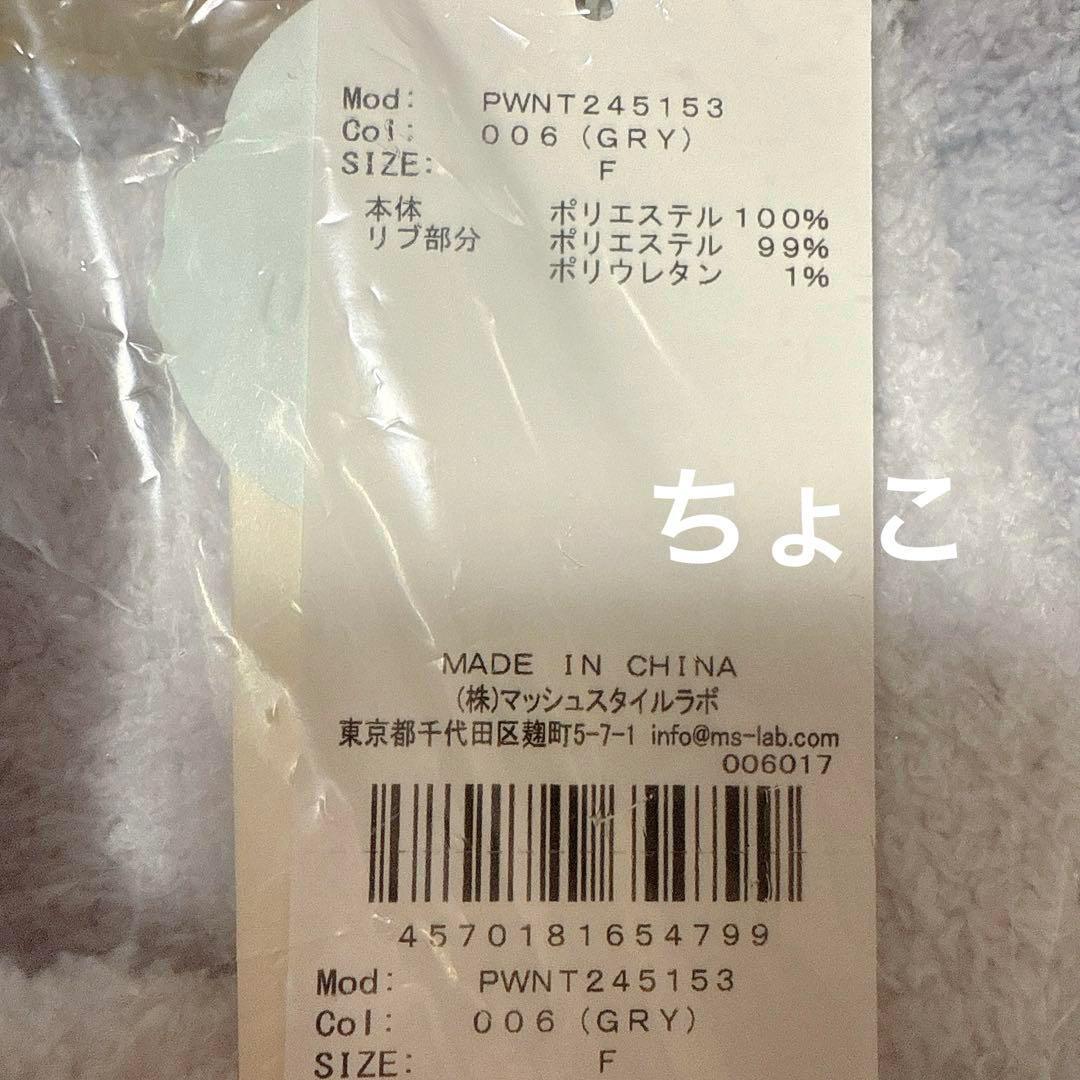 Mod: PWNT245153
Col: 006 (GRY)
SIZE: F
本体 ポリエステル 100%
リブ部分 ポリエステル 99%
ポリウレタン 1%
ちょこ
MADE IN CHINA
(株)マッシュスタイルラボ
東京都千代田区麹町5-7-1 info@ms-lab.com
006017
4570181654799
Mod: PWNT245153
Col: 006 (GRY)
SIZE: F